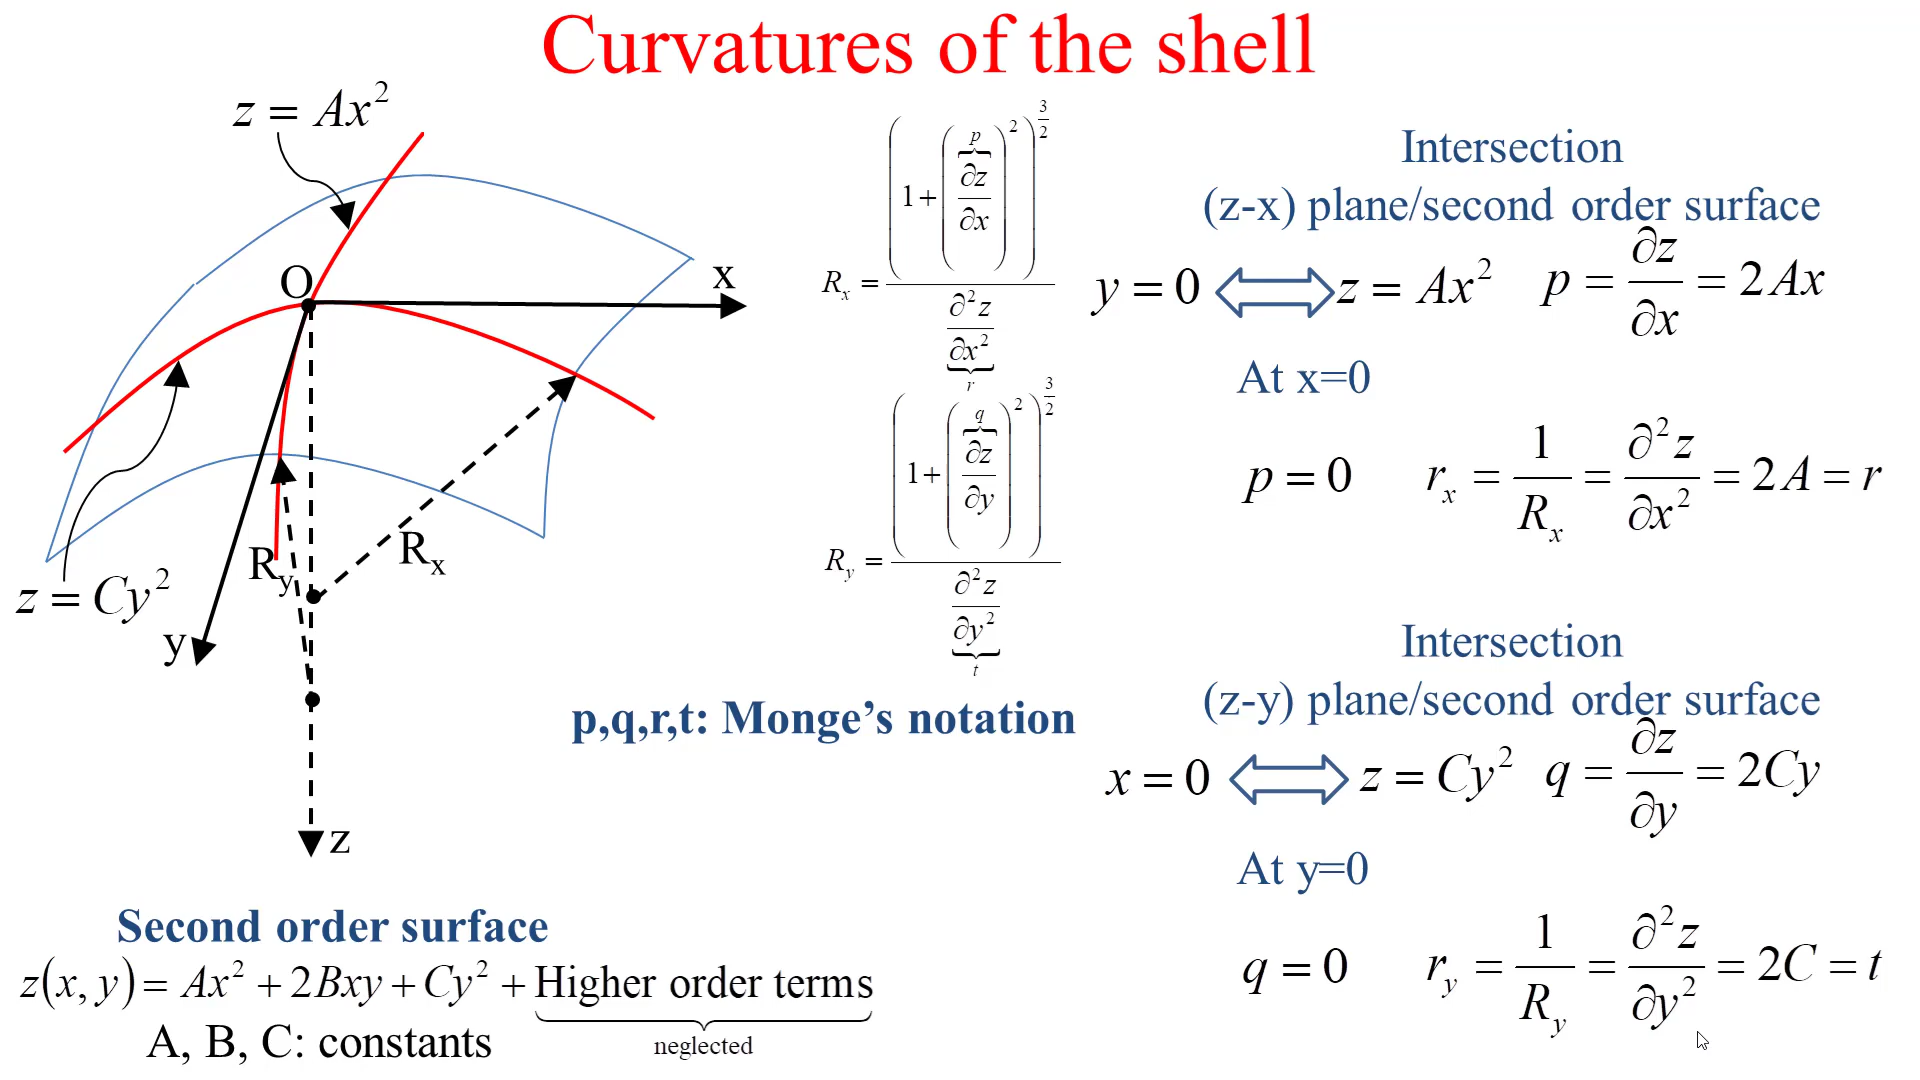 Curvatures of the shell
z = Ax²
O
x
R_y
R_x
z = Cy²
y
z
Second order surface
z(x, y) = Ax² + 2Bxy + Cy² + Higher order terms
neglected
A, B, C: constants
R_x = (1 + (∂z/∂x)²)^(3/2) / (∂²z/∂x²)
p
r
R_y = (1 + (∂z/∂y)²)^(3/2) / (∂²z/∂y²)
q
t
p,q,r,t: Monge’s notation
Intersection
(z-x) plane/second order surface
y = 0 ⇔ z = Ax² p = ∂z/∂x = 2Ax
At x=0
p = 0 r_x = 1/R_x = ∂²z/∂x² = 2A = r
Intersection
(z-y) plane/second order surface
x = 0 ⇔ z = Cy² q = ∂z/∂y = 2Cy
At y=0
q = 0 r_y = 1/R_y = ∂²z/∂y² = 2C = t